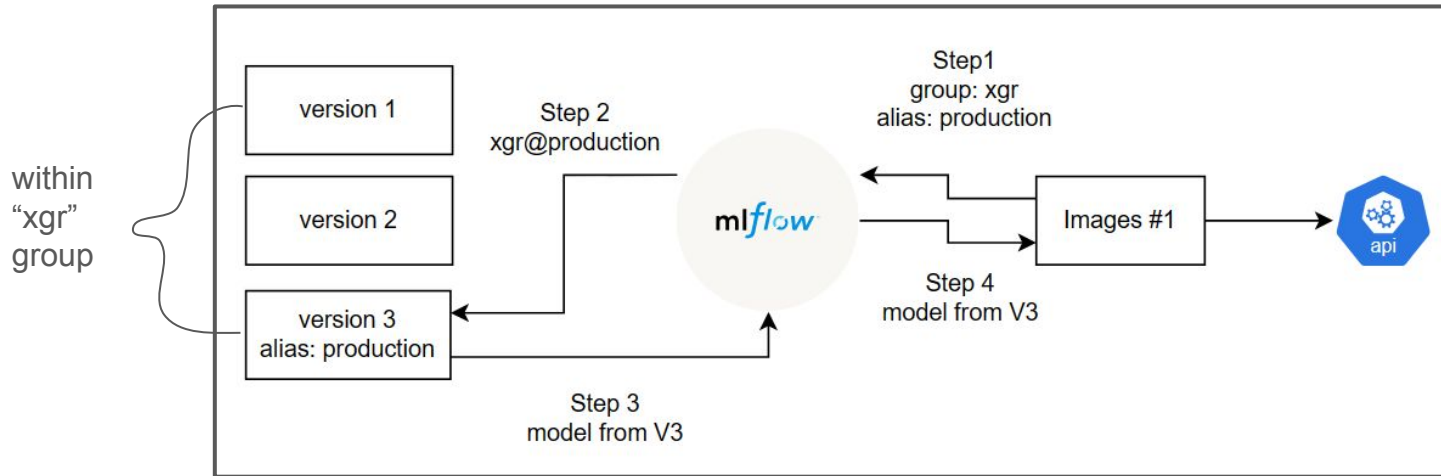 within
“xgr”
group
version 1
version 2
version 3
alias: production
Step 2
xgr@production
Step 3
model from V3
mlflow
Step1
group: xgr
alias: production
Step 4
model from V3
Images #1
api